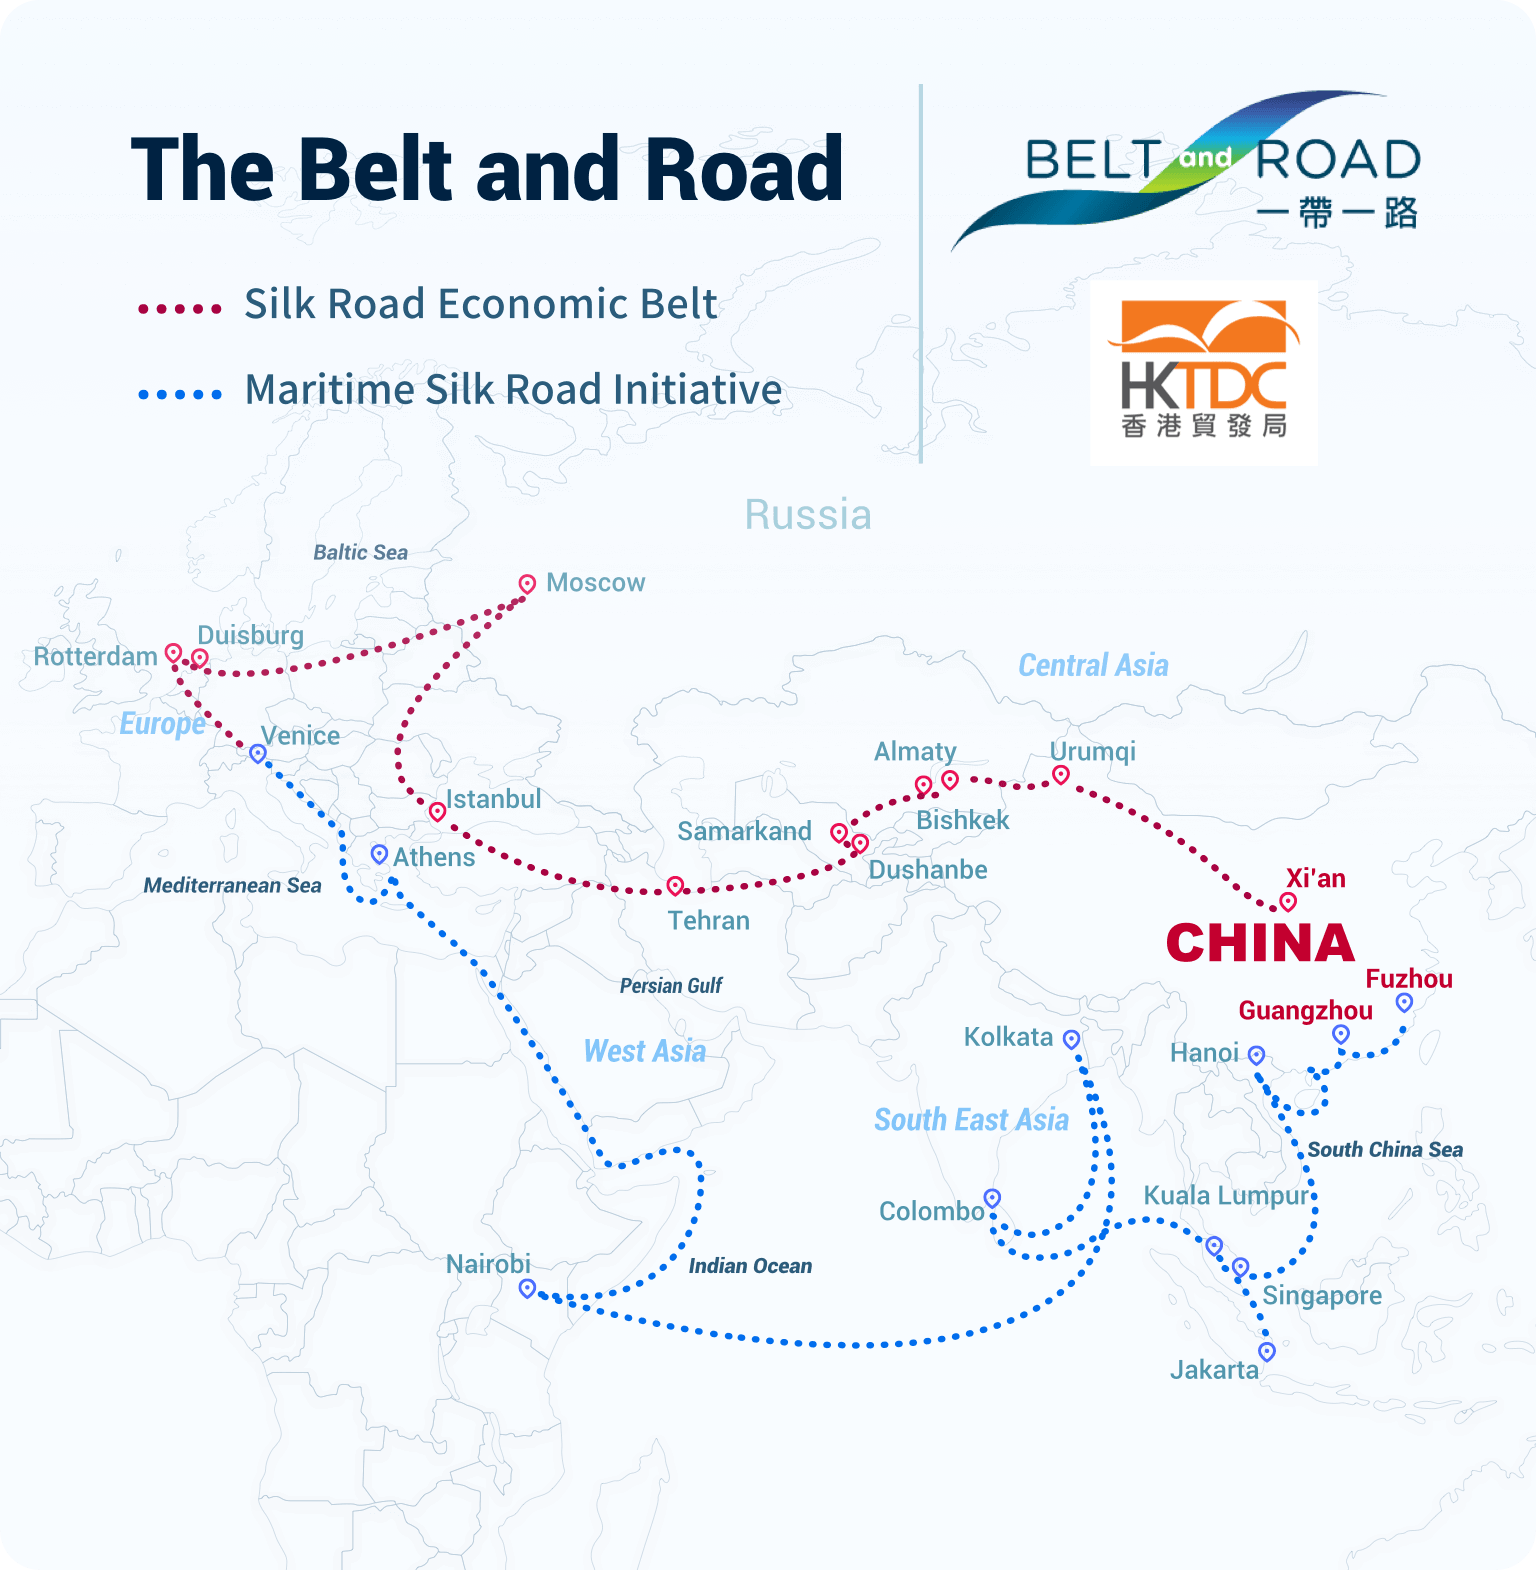 The Belt and Road
BELT and ROAD
一帶一路
Silk Road Economic Belt
Maritime Silk Road Initiative
HKTDC
香港貿發局
Russia
Baltic Sea
Moscow
Duisburg
Rotterdam
Central Asia
Europe
Venice
Almaty
Urumqi
Istanbul
Bishkek
Samarkand
Athens
Dushanbe
Mediterranean Sea
Xi'an
Tehran
CHINA
Fuzhou
Persian Gulf
Guangzhou
Kolkata
West Asia
Hanoi
South East Asia
South China Sea
Kuala Lumpur
Colombo
Nairobi
Indian Ocean
Singapore
Jakarta